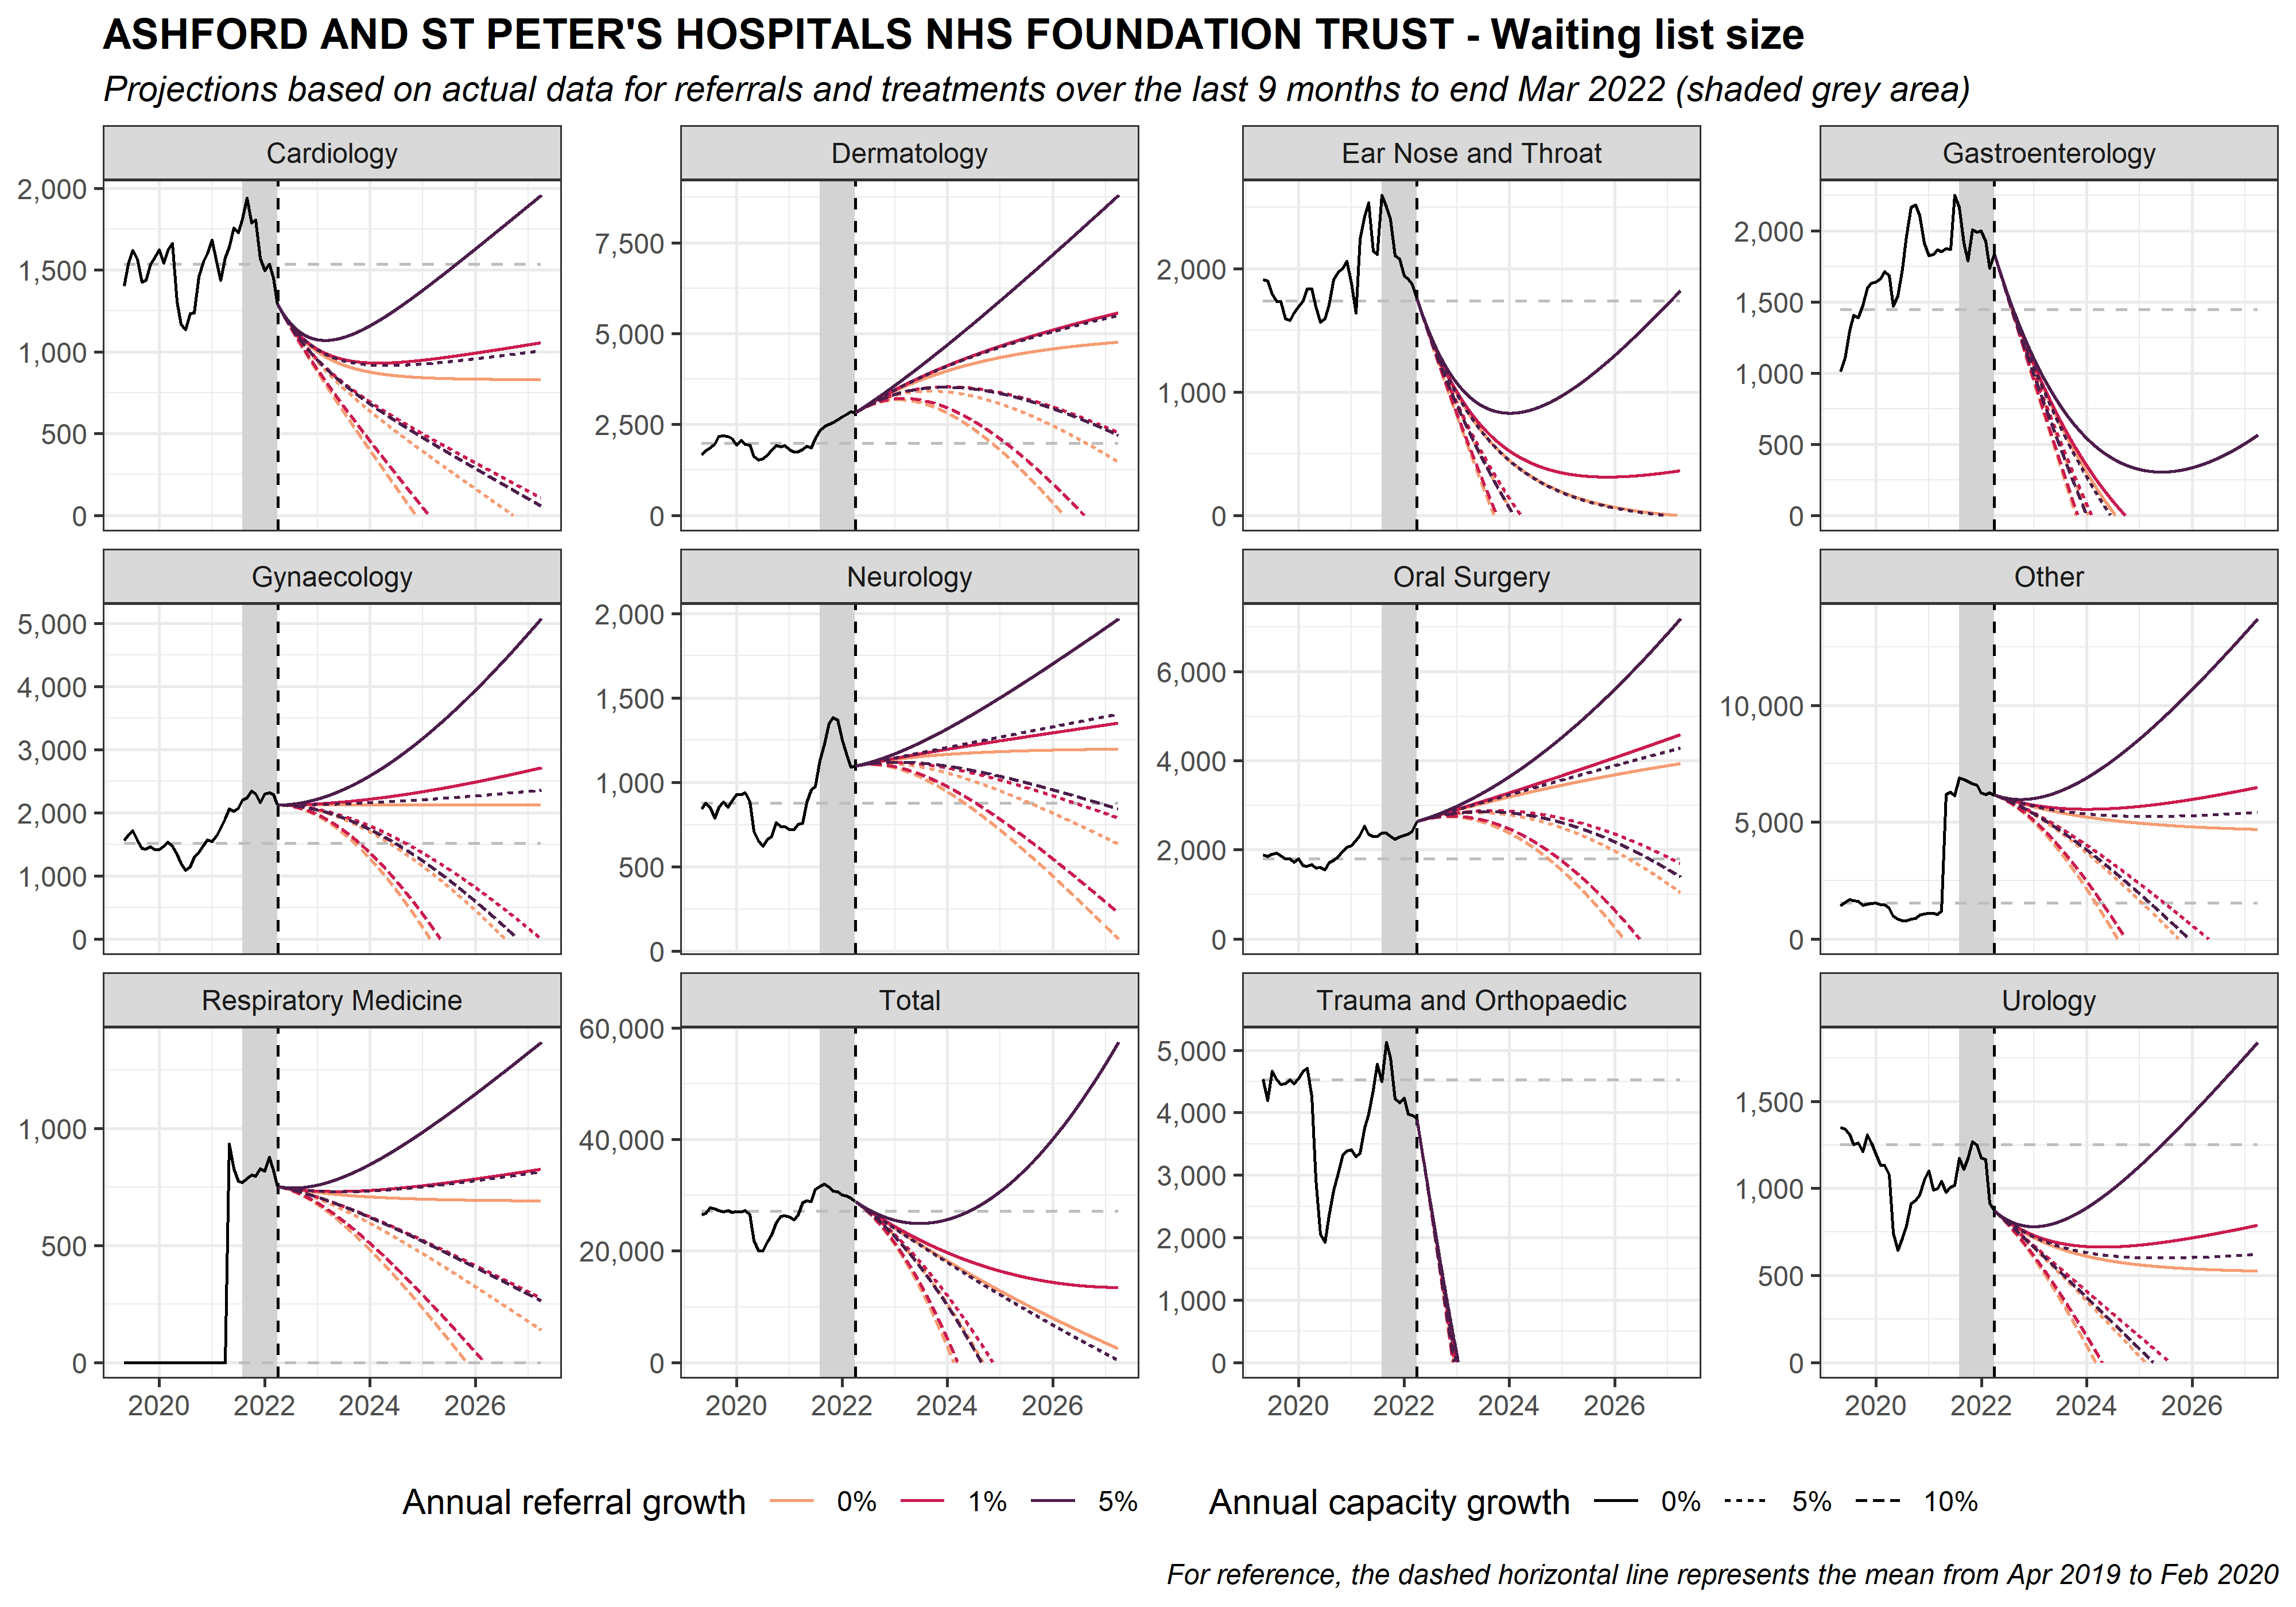 ASHFORD AND ST PETER'S HOSPITALS NHS FOUNDATION TRUST - Waiting list size
Projections based on actual data for referrals and treatments over the last 9 months to end Mar 2022 (shaded grey area)
Cardiology
2,000
1,500
1,000
500
0
Dermatology
7,500
5,000
2,500
0
Ear Nose and Throat
2,000
1,000
0
Gastroenterology
2,000
1,500
1,000
500
0
Gynaecology
5,000
4,000
3,000
2,000
1,000
0
Neurology
2,000
1,500
1,000
500
0
Oral Surgery
6,000
4,000
2,000
0
Other
10,000
5,000
0
Respiratory Medicine
1,000
500
0
2020 2022 2024 2026
Total
60,000
40,000
20,000
0
2020 2022 2024 2026
Trauma and Orthopaedic
5,000
4,000
3,000
2,000
1,000
0
2020 2022 2024 2026
Urology
1,500
1,000
500
0
2020 2022 2024 2026
Annual referral growth 0% 1% 5% Annual capacity growth 0% 5% 10%
For reference, the dashed horizontal line represents the mean from Apr 2019 to Feb 2020